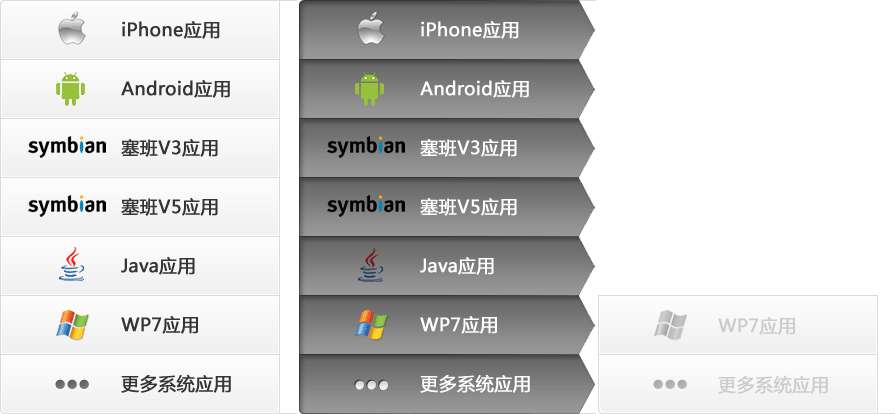 iPhone应用
Android应用
symbian 塞班V3应用
symbian 塞班V5应用
Java应用
WP7应用
更多系统应用
iPhone应用
Android应用
symbian 塞班V3应用
symbian 塞班V5应用
Java应用
WP7应用
更多系统应用
WP7应用
更多系统应用